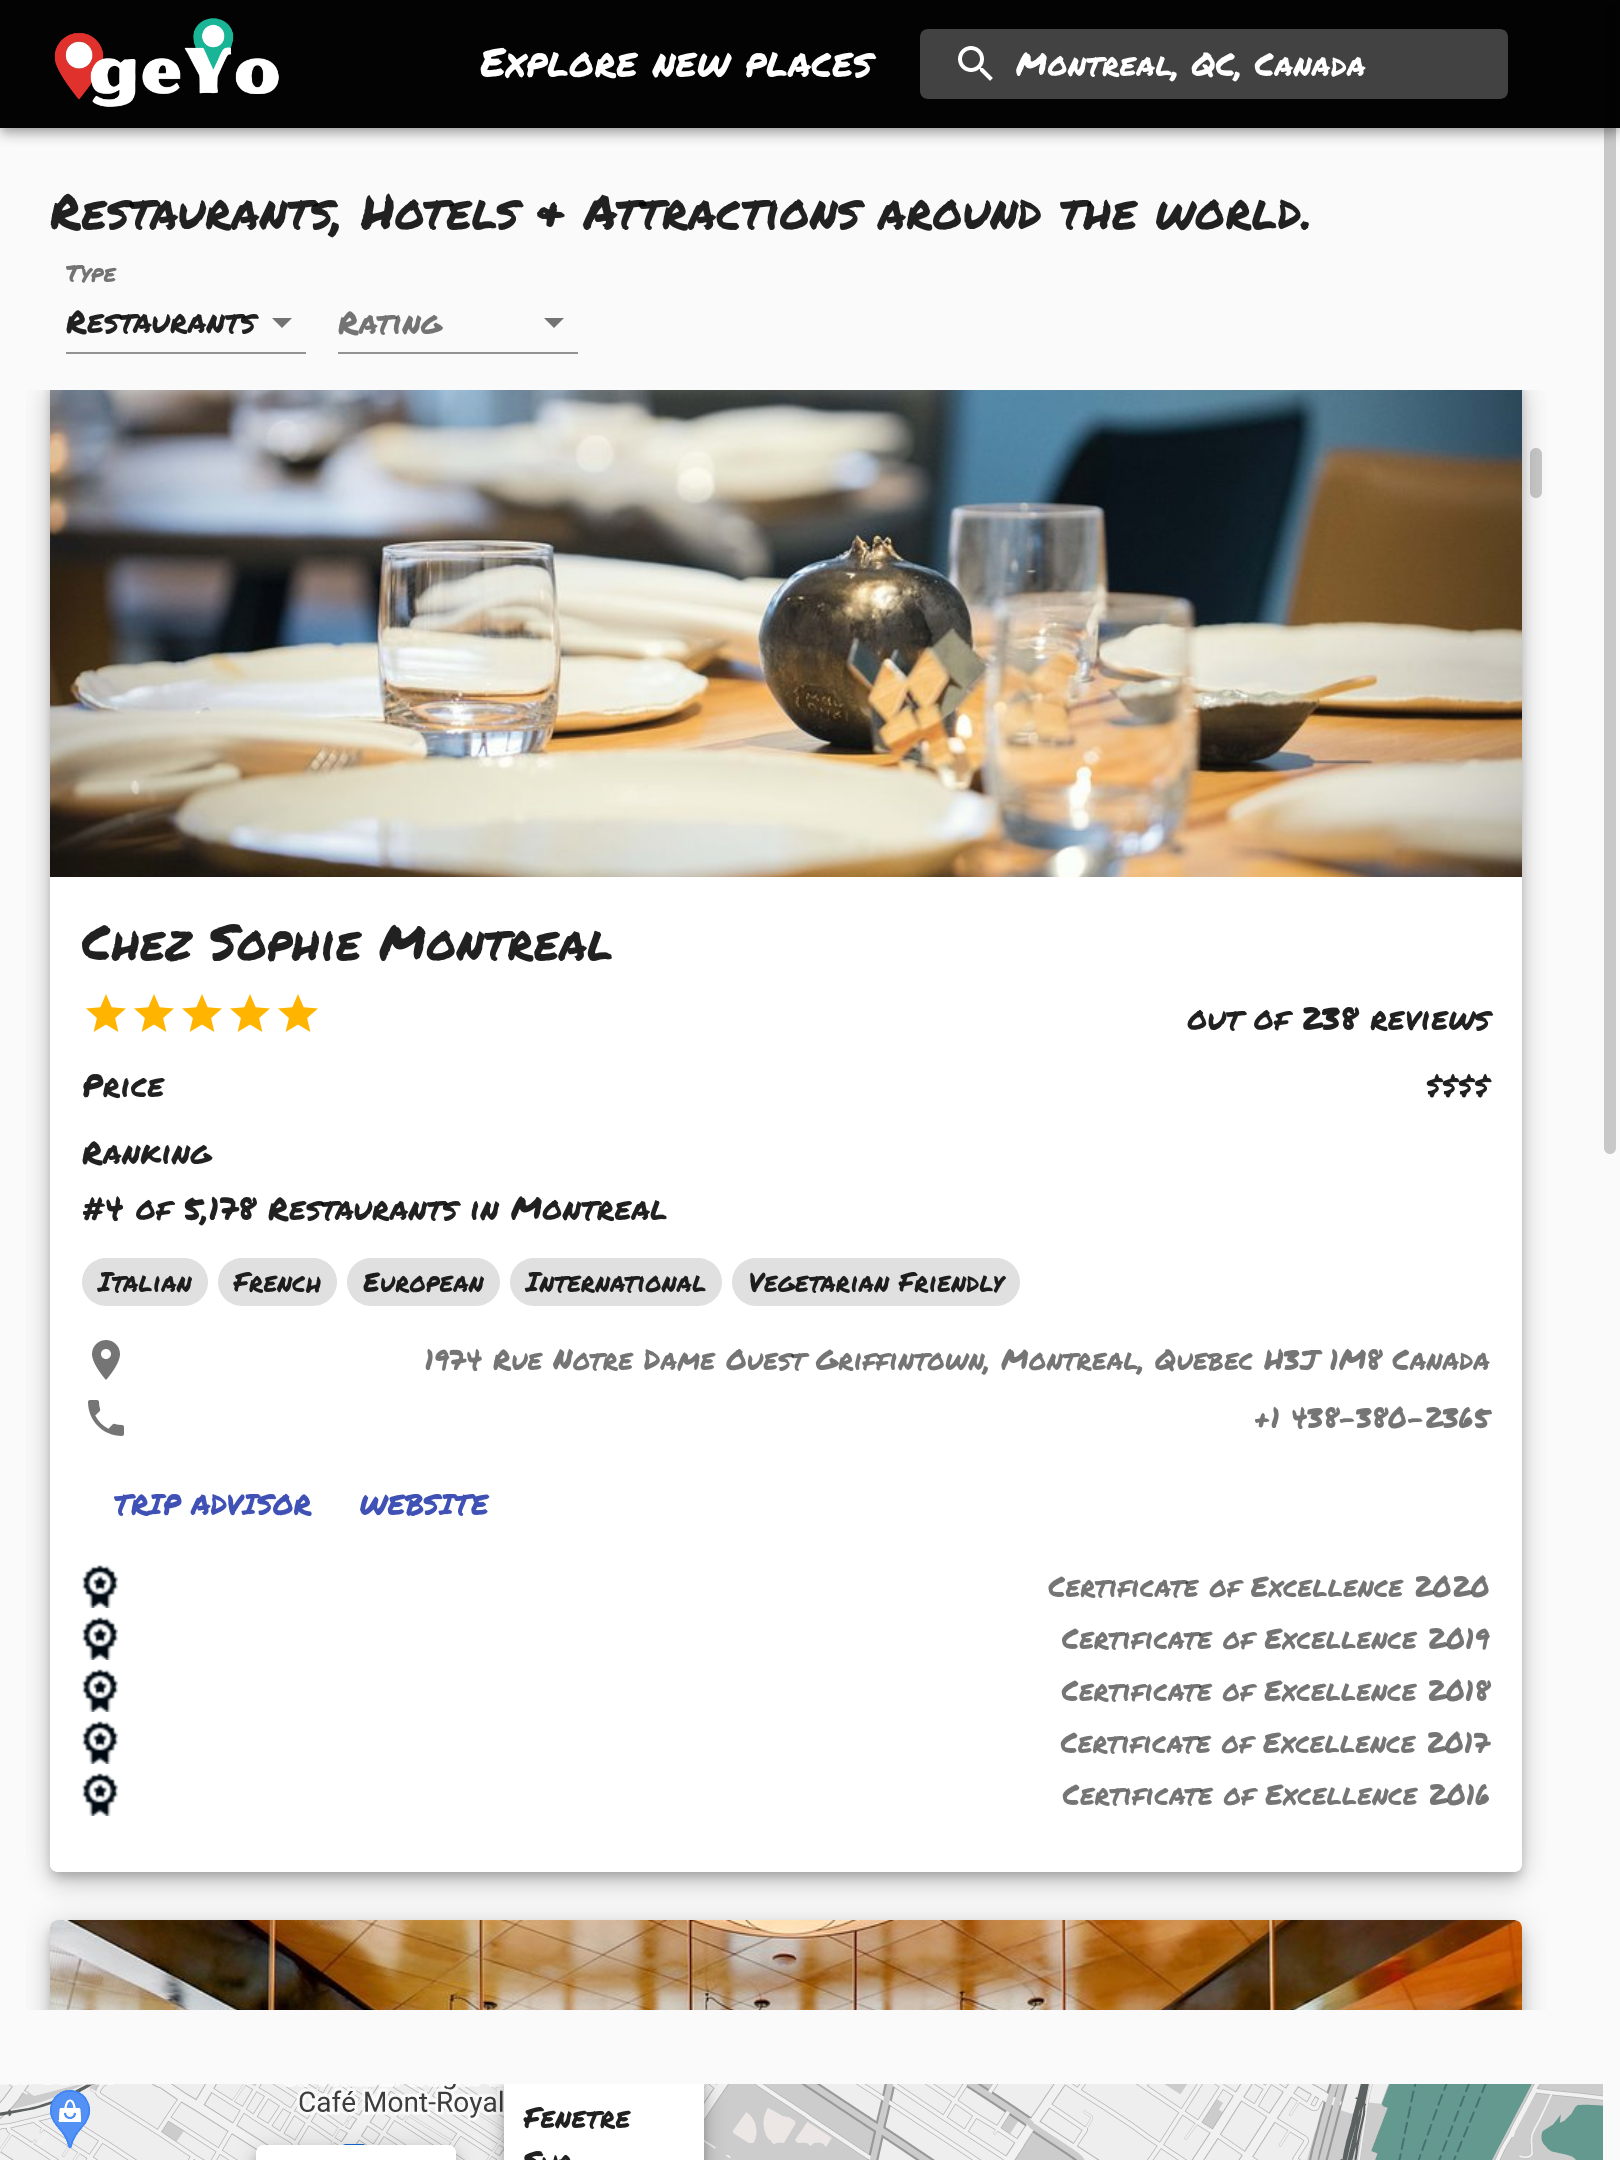 geYo
Explore new places
Montreal, QC, Canada
Restaurants, Hotels & Attractions around the world.
Type
Restaurants
Rating
Chez Sophie Montreal
out of 238 reviews
Price
$$$$
Ranking
#4 of 5,178 Restaurants in Montreal
Italian French European International Vegetarian Friendly
1974 Rue Notre Dame Ouest Griffintown, Montreal, Quebec H3J 1M8 Canada
+1 438-380-2365
TRIP ADVISOR WEBSITE
Certificate of Excellence 2020
Certificate of Excellence 2019
Certificate of Excellence 2018
Certificate of Excellence 2017
Certificate of Excellence 2016
Café Mont-Royal
Fenetre